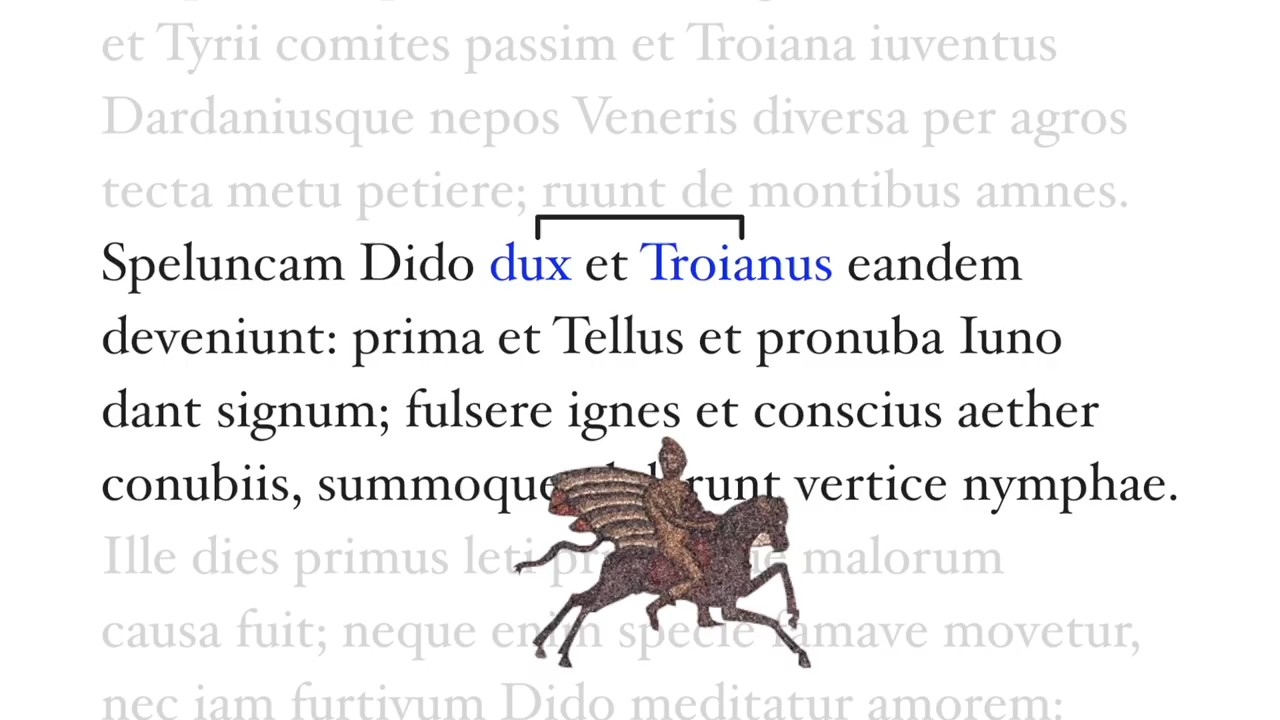 et Tyrii comites passim et Troiana iuventus
Dardaniusque nepos Veneris diversa per agros
tecta metu petiere; ruunt de montibus amnes.
Speluncam Dido dux et Troianus eandem
deveniunt: prima et Tellus et pronuba Iuno
dant signum; fulsere ignes et conscius aether
conubiis, summoque vertice nymphae.
Ille dies primus leti malorum
causa fuit; neque enim specie famave movetur,
nec iam furtivum Dido meditatur amorem: